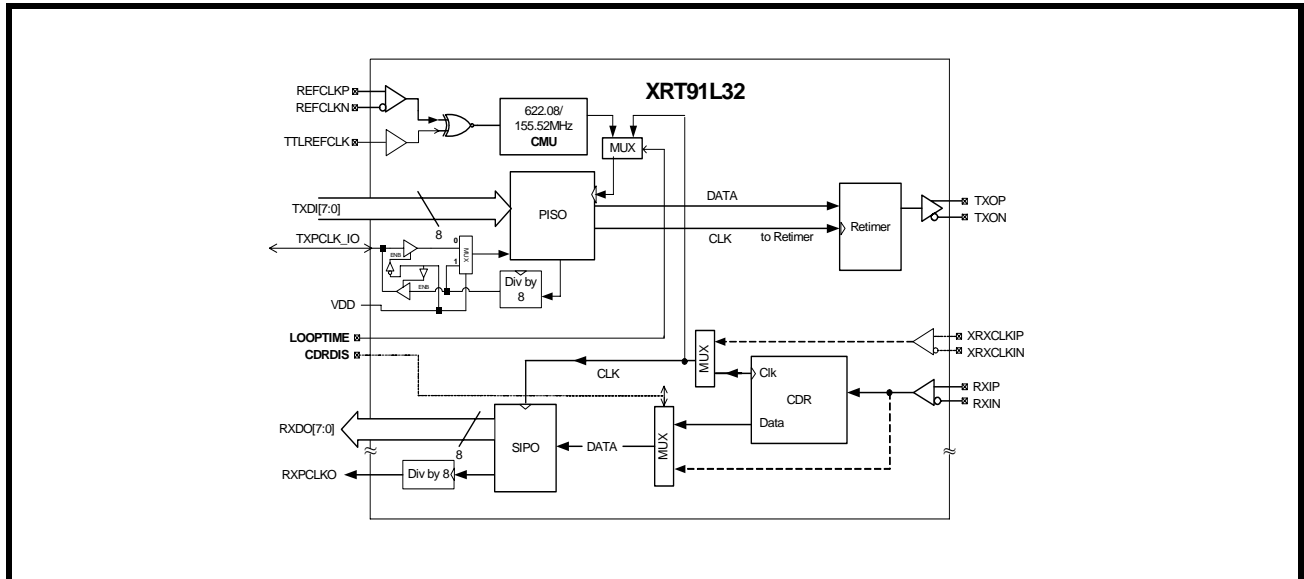 XRT91L32
REFCLKP
REFCLKN
TTLREFCLK
622.08/
155.52MHz
CMU
MUX
TXDI[7:0]
8
PISO
DATA
CLK
to Retimer
Retimer
TXOP
TXON
TXPCLK_IO
ENB
0
1
MUX
ENB
Div by
8
VDD
LOOPTIME
CDRDIS
MUX
XRXCLKIP
XRXCLKIN
CLK
Clk
CDR
Data
RXIP
RXIN
RXDO[7:0]
8
SIPO
DATA
MUX
RXPCLKO
Div by 8